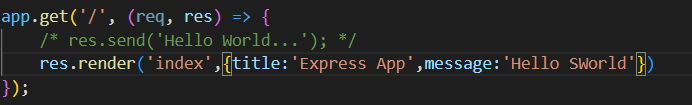 app.get('/', (req, res) => {
    /* res.send('Hello World...'); */
    res.render('index',{title:'Express App',message:'Hello SWorld'})
});